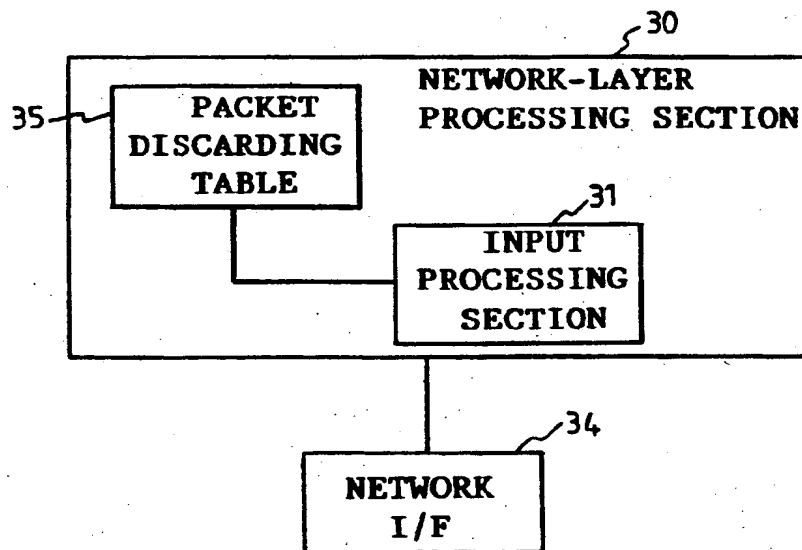 30
NETWORK-LAYER
PROCESSING SECTION
35
PACKET
DISCARDING
TABLE
31
INPUT
PROCESSING
SECTION
34
NETWORK
I/F